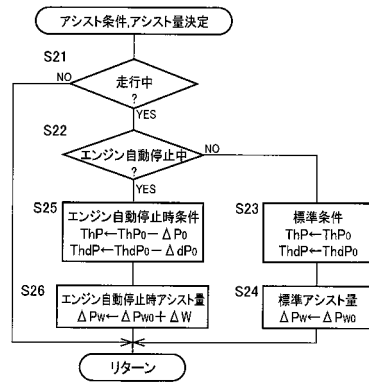 アシスト条件,アシスト量決定
S21
NO
走行中
?
YES
S22
NO
エンジン自動停止中
?
YES
S25
エンジン自動停止時条件
ThP←ThP0−ΔP0
ThdP←ThdP0−ΔdP0
S23
標準条件
ThP←ThP0
ThdP←ThdP0
S26
エンジン自動停止時アシスト量
ΔPw←ΔPw0+ΔW
S24
標準アシスト量
ΔPw←ΔPw0
リターン